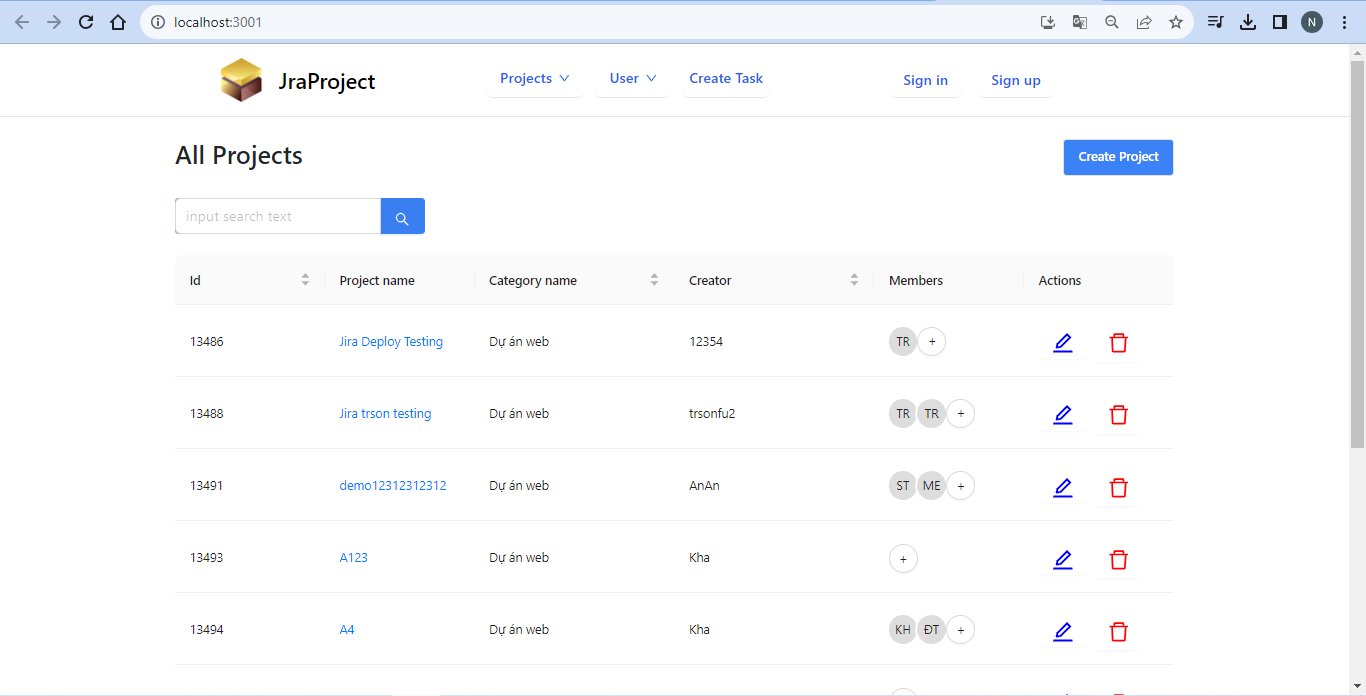 localhost:3001
N
JraProject
Projects
User
Create Task
Sign in
Sign up
All Projects
Create Project
input search text
Id Project name Category name Creator Members Actions
13486 Jira Deploy Testing Dự án web 12354 TR +
13488 Jira trson testing Dự án web trsonfu2 TR TR +
13491 demo12312312312 Dự án web AnAn ST ME +
13493 A123 Dự án web Kha +
13494 A4 Dự án web Kha KH ĐT +